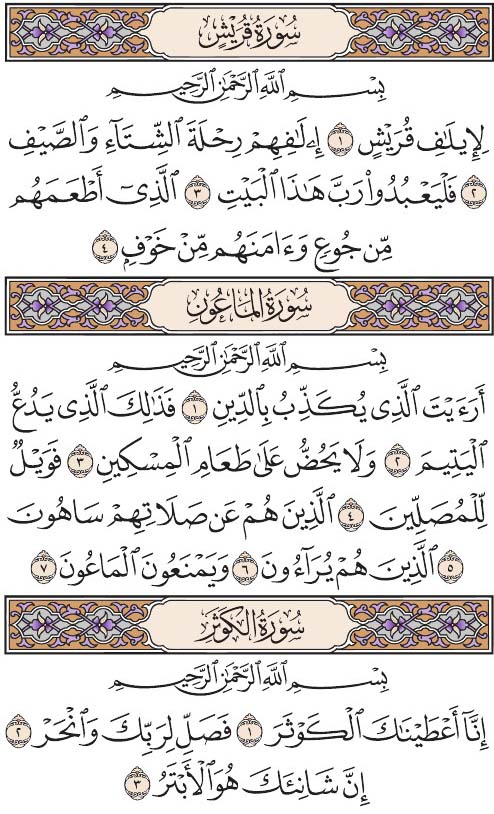 سُورَةُ قُرَيْشٍ
بِسْمِ ٱللَّهِ ٱلرَّحْمَٰنِ ٱلرَّحِيمِ
لِإِيلَٰفِ قُرَيْشٍ ١ إِۦلَٰفِهِمْ رِحْلَةَ ٱلشِّتَآءِ وَٱلصَّيْفِ
٢ فَلْيَعْبُدُوا۟ رَبَّ هَٰذَا ٱلْبَيْتِ ٣ ٱلَّذِىٓ أَطْعَمَهُم
مِّن جُوعٍ وَءَامَنَهُم مِّنْ خَوْفٍۭ ٤
سُورَةُ ٱلْمَاعُونِ
بِسْمِ ٱللَّهِ ٱلرَّحْمَٰنِ ٱلرَّحِيمِ
أَرَءَيْتَ ٱلَّذِى يُكَذِّبُ بِٱلدِّينِ ١ فَذَٰلِكَ ٱلَّذِى يَدُعُّ
ٱلْيَتِيمَ ٢ وَلَا يَحُضُّ عَلَىٰ طَعَامِ ٱلْمِسْكِينِ ٣ فَوَيْلٌ
لِّلْمُصَلِّينَ ٤ ٱلَّذِينَ هُمْ عَن صَلَاتِهِمْ سَاهُونَ
٥ ٱلَّذِينَ هُمْ يُرَآءُونَ ٦ وَيَمْنَعُونَ ٱلْمَاعُونَ ٧
سُورَةُ ٱلْكَوْثَرِ
بِسْمِ ٱللَّهِ ٱلرَّحْمَٰنِ ٱلرَّحِيمِ
إِنَّآ أَعْطَيْنَٰكَ ٱلْكَوْثَرَ ١ فَصَلِّ لِرَبِّكَ وَٱنْحَرْ ٢
إِنَّ شَانِئَكَ هُوَ ٱلْأَبْتَرُ ٣